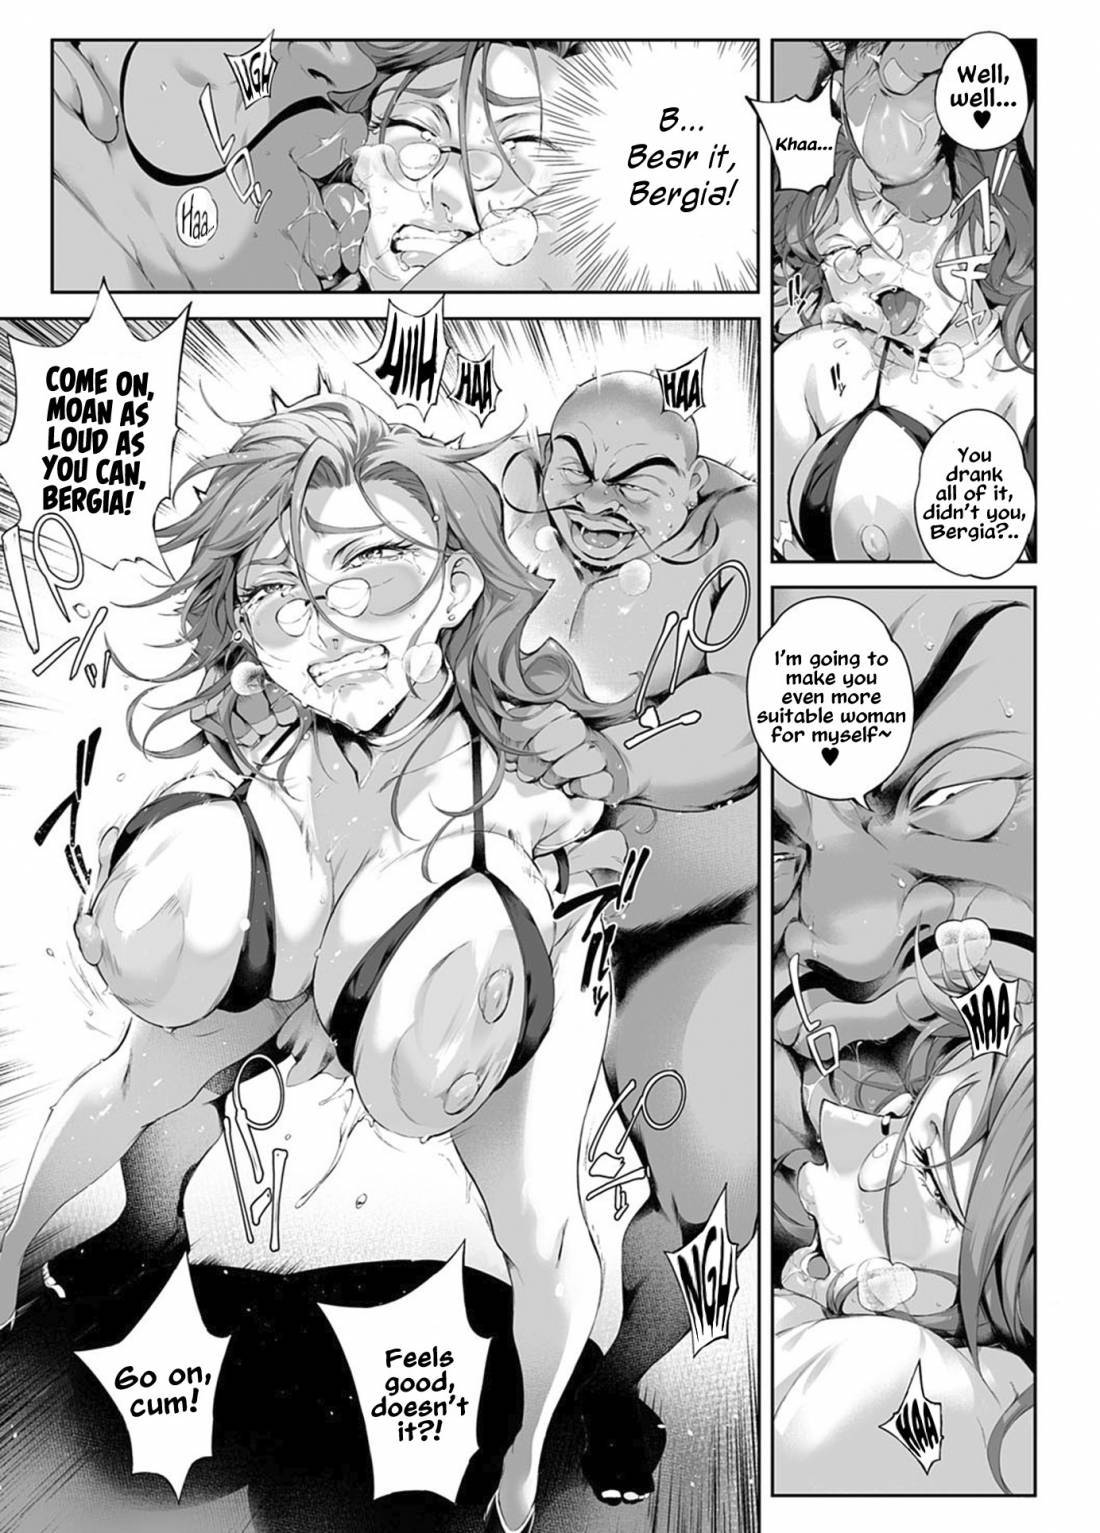 Well,
well...
♥
Khaa...
You
drank
all of it,
didn't you,
Bergia?..
I'm going to
make you
even more
suitable woman
for myself~
♥
HAA
HAA
B...
Bear it,
Bergia!
UGH
Haa...
HIIH
HAA
HAA
COME ON,
MOAN AS
LOUD AS
YOU CAN,
BERGIA!
NGH
Feels
good,
doesn't
it?!
Go on,
cum!